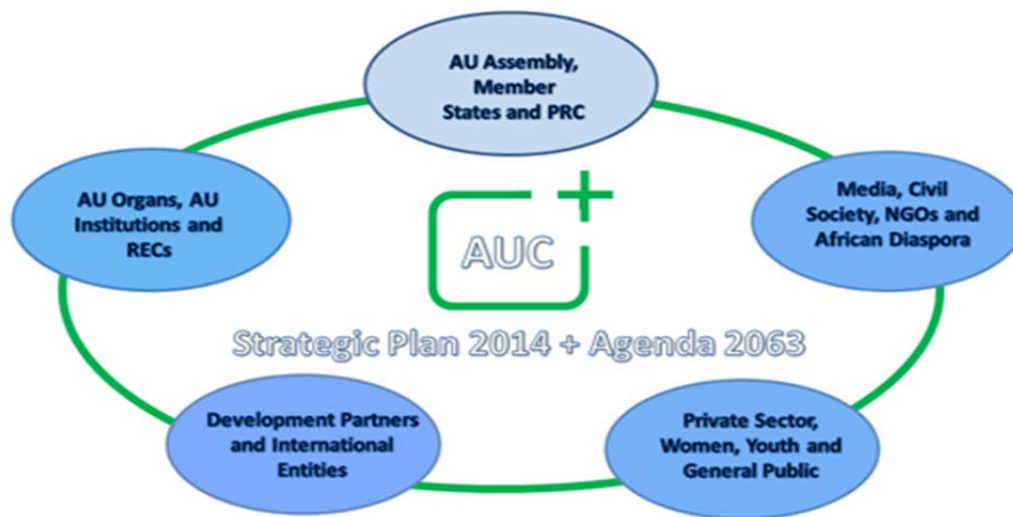 AU Assembly,
Member
States and PRC
AU Organs, AU
Institutions and
RECs
Media, Civil
Society, NGOs and
African Diaspora
AUC
Strategic Plan 2014 + Agenda 2063
Development Partners
and International
Entities
Private Sector,
Women, Youth and
General Public